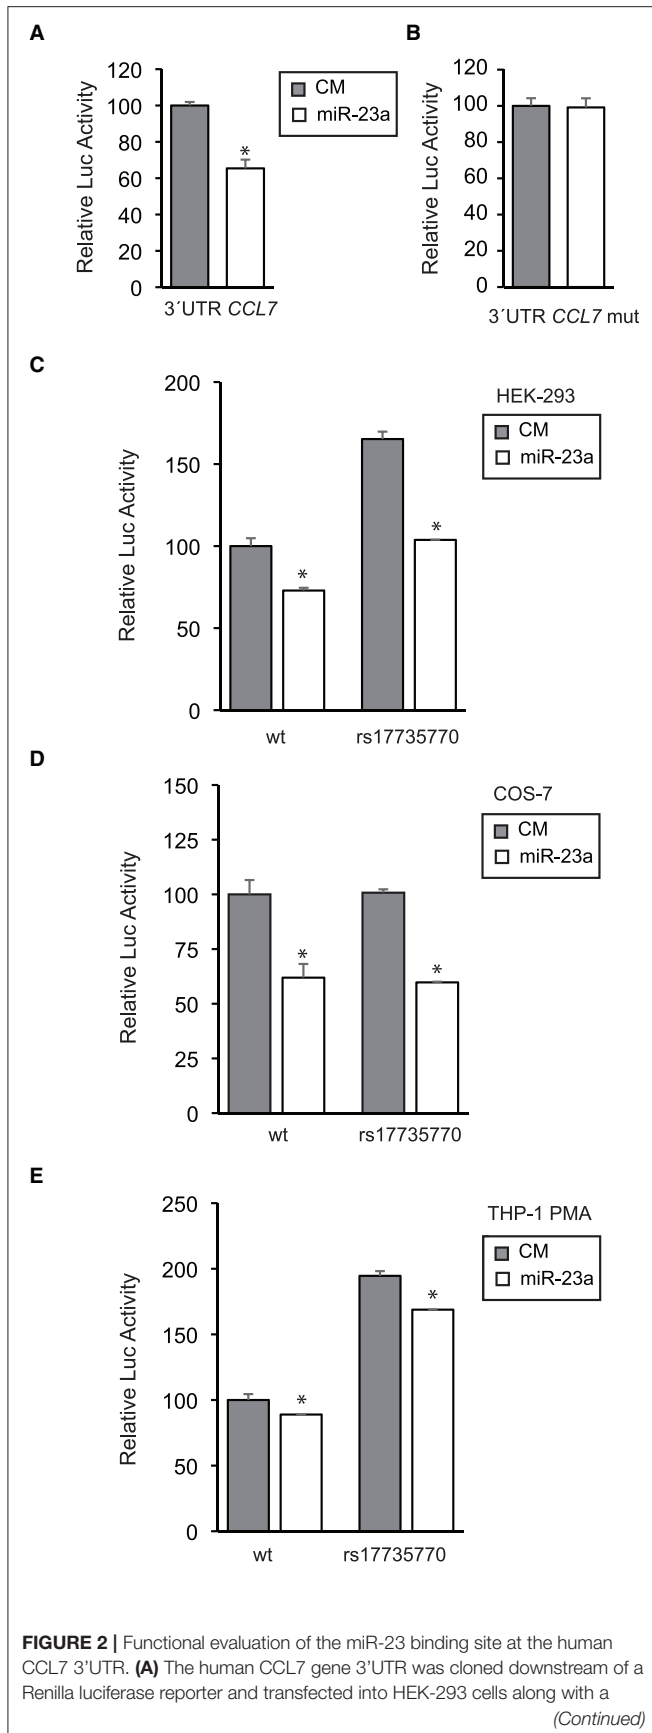 A
Relative Luc Activity
120
100
80
60
40
20
0
*
3´UTR CCL7
CM
miR-23a
B
Relative Luc Activity
120
100
80
60
40
20
0
3´UTR CCL7 mut
C
Relative Luc Activity
200
150
100
50
0
*
*
wt
rs17735770
HEK-293
CM
miR-23a
D
Relative Luc Activity
150
125
100
75
50
25
0
*
*
wt
rs17735770
COS-7
CM
miR-23a
E
Relative Luc Activity
250
200
150
100
50
0
*
*
wt
rs17735770
THP-1 PMA
CM
miR-23a
FIGURE 2 | Functional evaluation of the miR-23 binding site at the human
CCL7 3'UTR. (A) The human CCL7 gene 3'UTR was cloned downstream of a
Renilla luciferase reporter and transfected into HEK-293 cells along with a
(Continued)